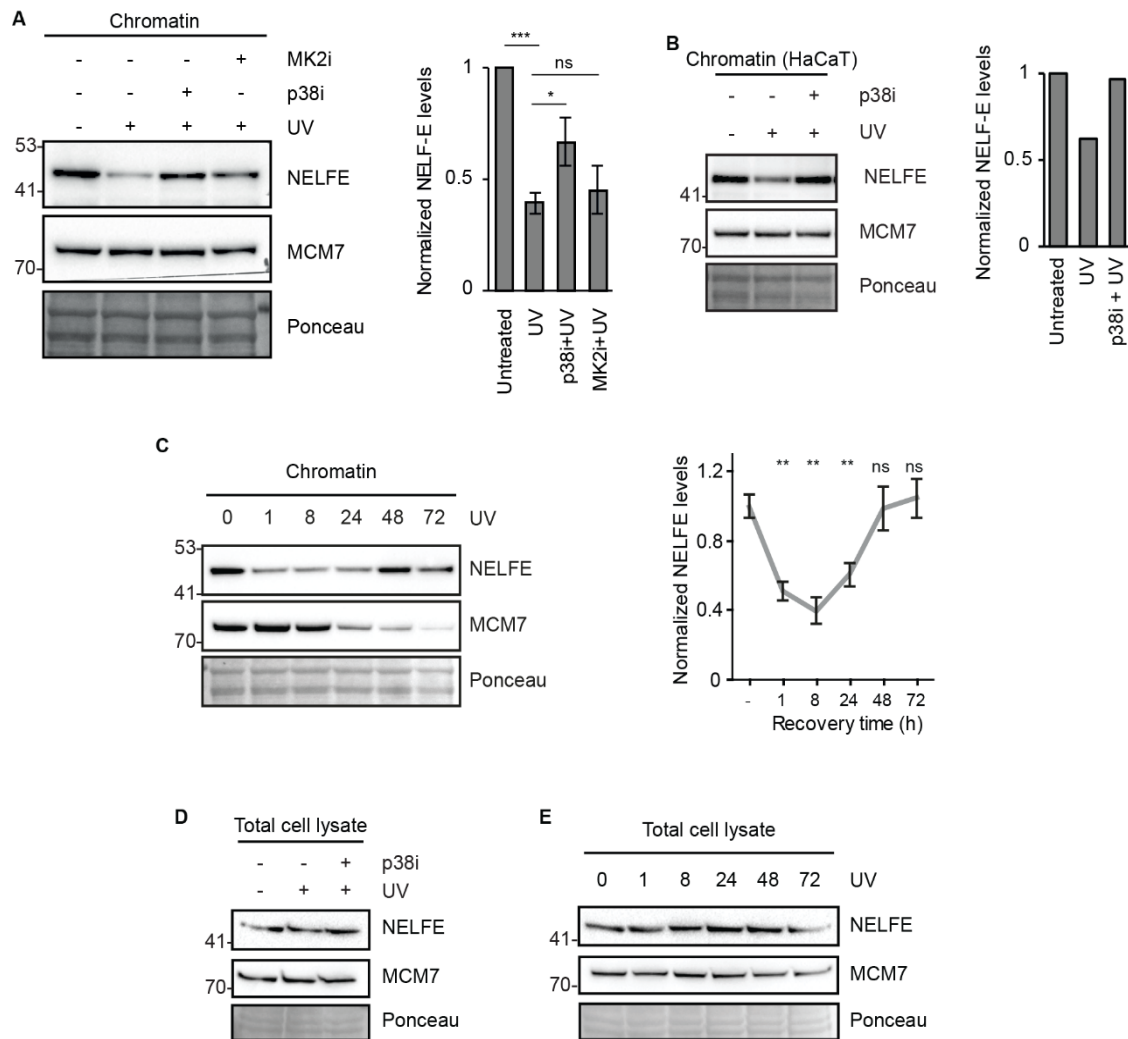 A
Chromatin
- - - + MK2i
- - + - p38i
- + + + UV
53
41
NELFE
70
MCM7
Ponceau
Normalized NELF-E levels
1
0.5
0
***
ns
*
Untreated
UV
p38i+UV
MK2i+UV
B
Chromatin (HaCaT)
- - + p38i
- + + UV
41
NELFE
70
MCM7
Ponceau
Normalized NELF-E levels
1
0.5
0
Untreated
UV
p38i + UV
C
Chromatin
0 1 8 24 48 72 UV
53
41
NELFE
70
MCM7
Ponceau
Normalized NELFE levels
1.2
0.8
0.4
0
** ** ** ns ns
- 1 8 24 48 72
Recovery time (h)
D
Total cell lysate
- - + p38i
- + + UV
41
NELFE
70
MCM7
Ponceau
E
Total cell lysate
0 1 8 24 48 72 UV
41
NELFE
70
MCM7
Ponceau